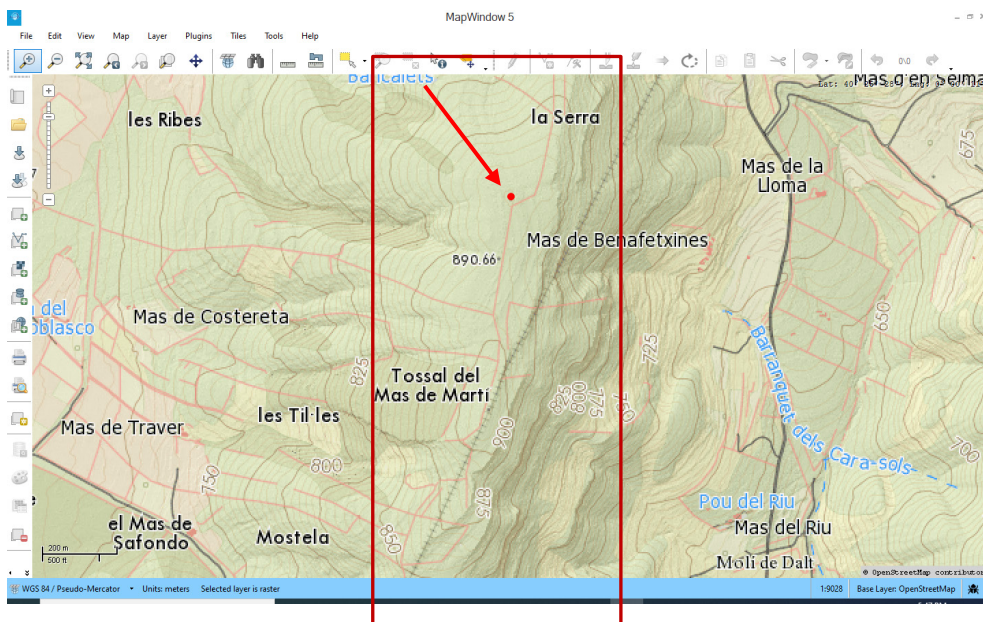 MapWindow 5
File Edit View Map Layer Plugins Tiles Tools Help
Bancalets
Mas d'en Selma
les Ribes
la Serra
675
Mas de la
Lloma
Mas de Benafetxines
890.66
del
oblasco
Mas de Costereta
650
725
825
Barranquet dels Cara-sols
Tossal del
Mas de Martí
825
800
775
750
les Til·les
Mas de Traver
900
700
800
750
875
Pou del Riu
el Mas de
Safondo
Mostela
850
Mas del Riu
Molí de Dalt
200 m
500 ft
© OpenStreetMap contributors
WGS 84 / Pseudo-Mercator Units: meters Selected layer is raster 1:9028 Base Layer: OpenStreetMap